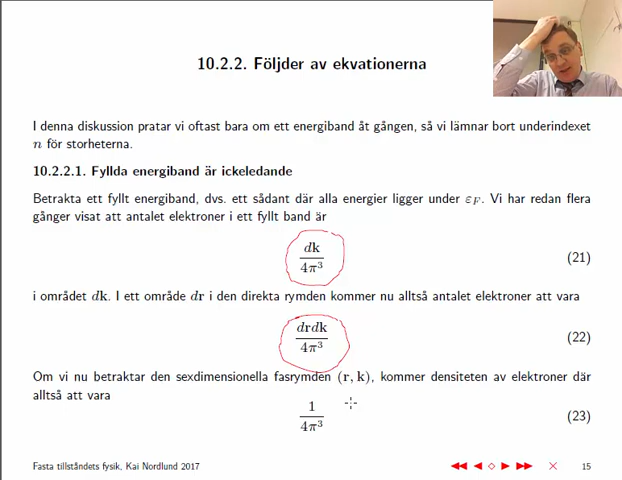 10.2.2. Följder av ekvationerna
I denna diskussion pratar vi oftast bara om ett energiband åt gången, så vi lämnar bort underindexet
n för storheterna.
10.2.2.1. Fyllda energiband är ickeledande
Betrakta ett fyllt energiband, dvs. ett sådant där alla energier ligger under εF. Vi har redan flera
gånger visat att antalet elektroner i ett fyllt band är
dk
4π³
(21)
i området dk. I ett område dr i den direkta rymden kommer nu alltså antalet elektroner att vara
drdk
4π³
(22)
Om vi nu betraktar den sexdimensionella fasrymden (r, k), kommer densiteten av elektroner där
alltså att vara
1
4π³
(23)
Fasta tillståndets fysik, Kai Nordlund 2017
15